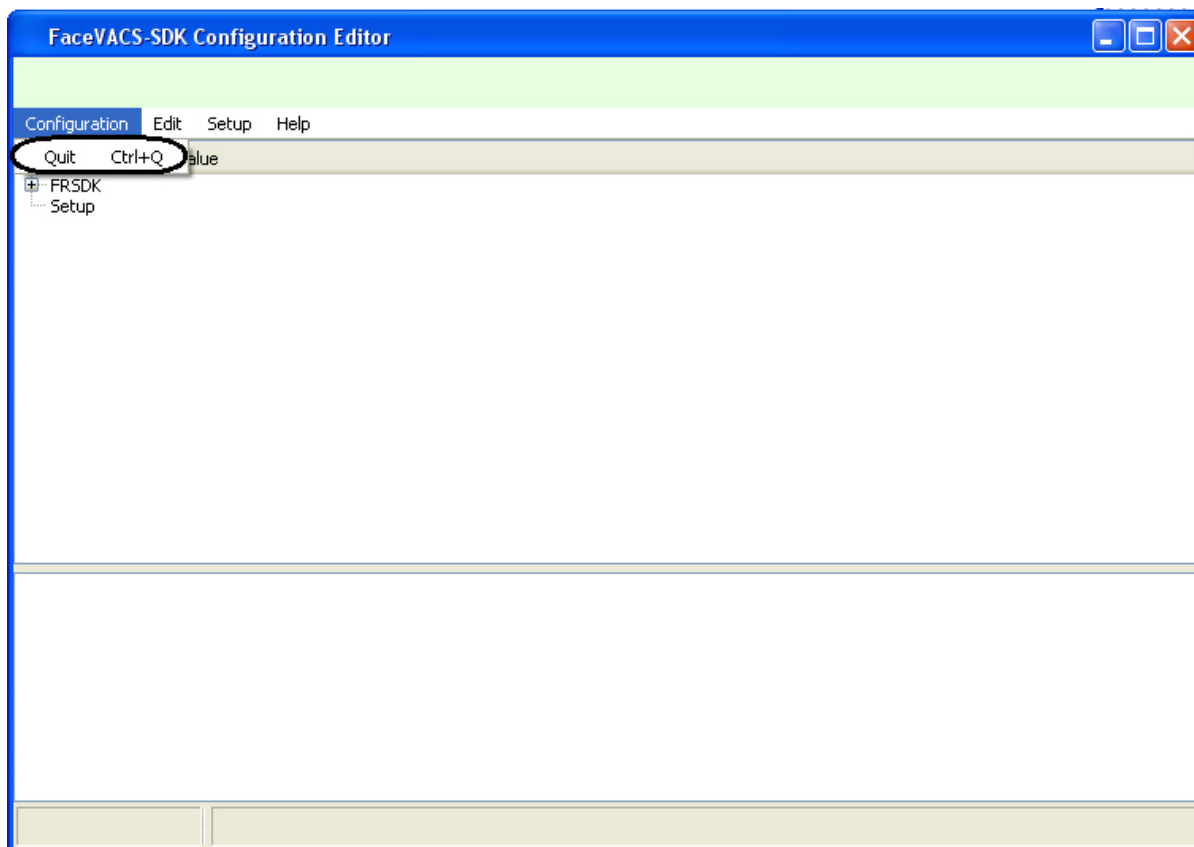 FaceVACS-SDK Configuration Editor
Configuration Edit Setup Help
Quit Ctrl+Q alue
FRSDK
Setup